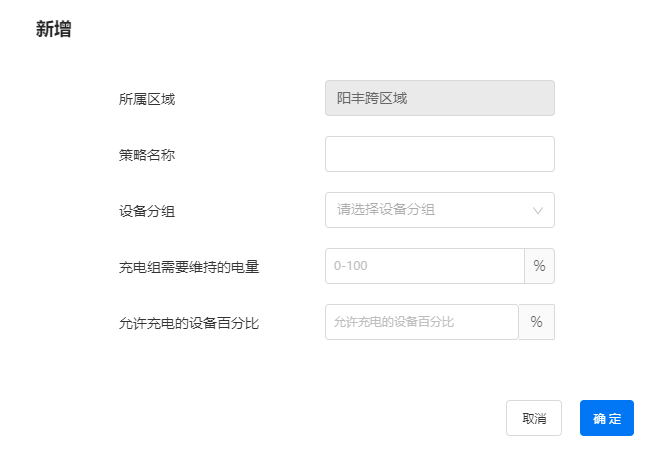 新增
所属区域
阳丰跨区域
策略名称
设备分组
请选择设备分组
充电组需要维持的电量
0-100
%
允许充电的设备百分比
允许充电的设备百分比
%
取消
确 定